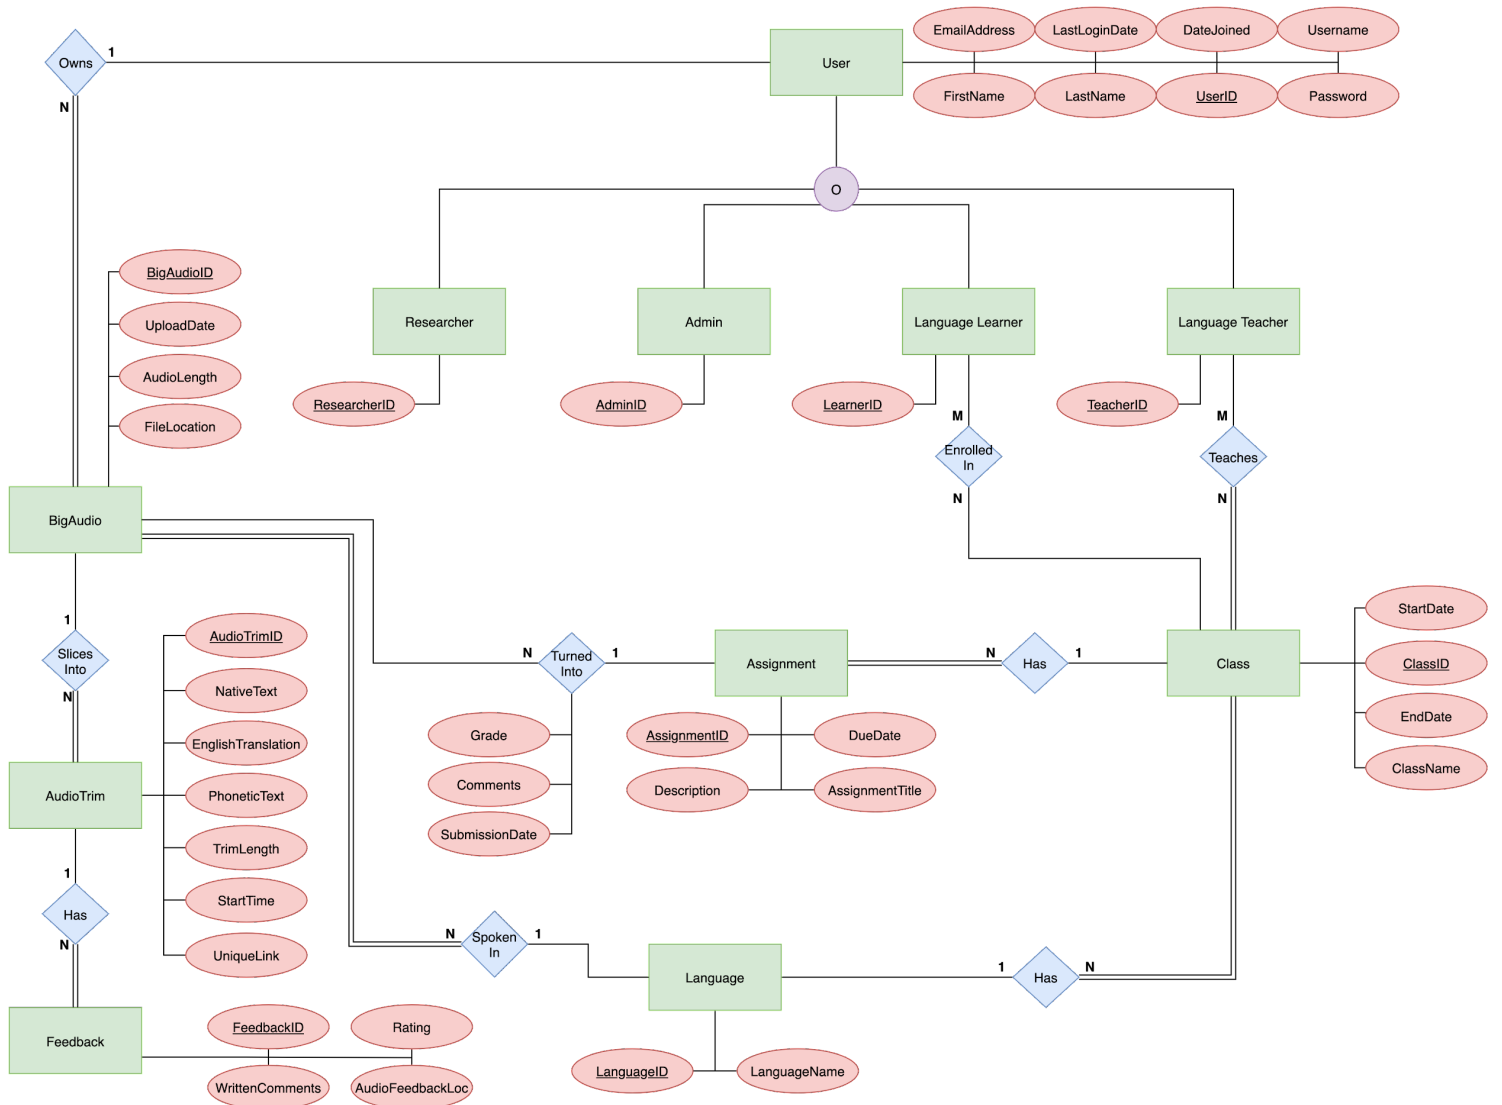 EmailAddress
LastLoginDate
DateJoined
Username
Owns
1
User
N
FirstName
LastName
UserID
Password
O
BigAudioID
UploadDate
AudioLength
FileLocation
Researcher
Admin
Language Learner
Language Teacher
ResearcherID
AdminID
LearnerID
TeacherID
M
M
Enrolled
In
Teaches
N
N
BigAudio
1
Slices
Into
N
AudioTrimID
NativeText
EnglishTranslation
PhoneticText
TrimLength
StartTime
UniqueLink
AudioTrim
1
Has
N
Feedback
FeedbackID
Rating
WrittenComments
AudioFeedbackLoc
N
Turned
Into
1
Assignment
N
Has
1
Class
Grade
Comments
SubmissionDate
AssignmentID
DueDate
Description
AssignmentTitle
StartDate
ClassID
EndDate
ClassName
N
Spoken
In
1
Language
1
Has
N
LanguageID
LanguageName